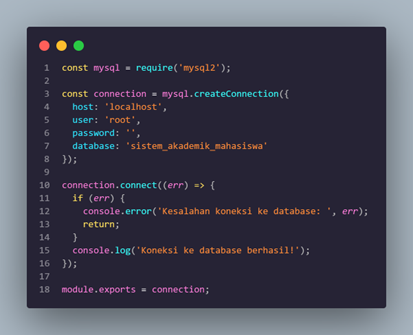 1 const mysql = require('mysql2');
2
3 const connection = mysql.createConnection({
4   host: 'localhost',
5   user: 'root',
6   password: '',
7   database: 'sistem_akademik_mahasiswa'
8 });
9
10 connection.connect((err) => {
11   if (err) {
12     console.error('Kesalahan koneksi ke database: ', err);
13     return;
14   }
15   console.log('Koneksi ke database berhasil!');
16 });
17
18 module.exports = connection;